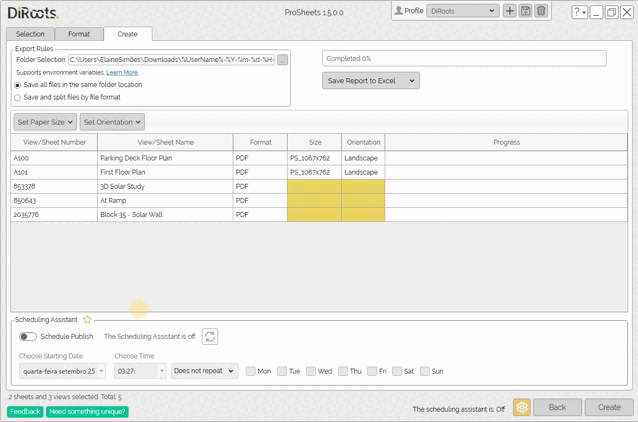 DiRoots.
ProSheets 1.5.0.0
Profile DiRoots
Selection Format Create
Export Rules
Folder Selection C:\Users\ElaineSimões\Downloads\%UserName%-%Y-%m-%d-%H-
Supports environment variables. Learn More.
Save all files in the same folder location
Save and split files by file format
Completed 0%
Save Report to Excel
Set Paper Size Set Orientation
View/Sheet Number View/Sheet Name Format Size Orientation Progress
A100 Parking Deck Floor Plan PDF PS_1067x762 Landscape
A101 First Floor Plan PDF PS_1067x762 Landscape
853378 3D Solar Study PDF
850643 At Ramp PDF
2035776 Block 35 - Solar Wall PDF
Scheduling Assistant
Schedule Publish The Scheduling Assistant is off
Choose Starting Date Choose Time
quarta-feira setembro 25 03:27: Does not repeat Mon Tue Wed Thu Fri Sat Sun
2 sheets and 3 views selected. Total: 5
Feedback Need something unique? The scheduling assistant is: Off Back Create